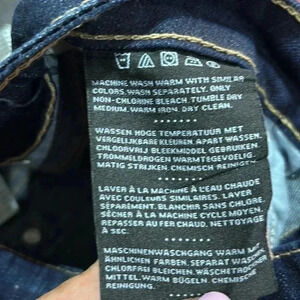 MACHINE WASH WARM WITH SIMILAR
COLORS. WASH SEPARATELY. ONLY
NON-CHLORINE BLEACH. TUMBLE DRY
MEDIUM. WARM IRON. DRY CLEAN.
WASSEN HOGE TEMPERATUUR MET
VERGELIJKBARE KLEUREN. APART WASSEN.
CHLOORVRIJ BLEEKMIDDEL GEBRUIKEN.
TROMMELDROGEN WARMTEGEVOELIG.
MATIG STRIJKEN. CHEMISCH REINIGEN.
LAVER À LA MACHINE À L'EAU CHAUDE
AVEC COULEURS SIMILAIRES. LAVER
SÉPARÉMENT. BLANCHIR SANS CHLORE.
SÉCHER À LA MACHINE CYCLE MOYEN.
REPASSER AU FER CHAUD. NETTOYAGE
À SEC.
MASCHINENWASCHGANG WARM MIT
ÄHNLICHEN FARBEN. SEPARAT WASCHEN.
CHLORFREI BLEICHEN. WÄSCHETROCKNER
MITTEL. WARM BÜGELN. CHEMISCHE
REINIGUNG.